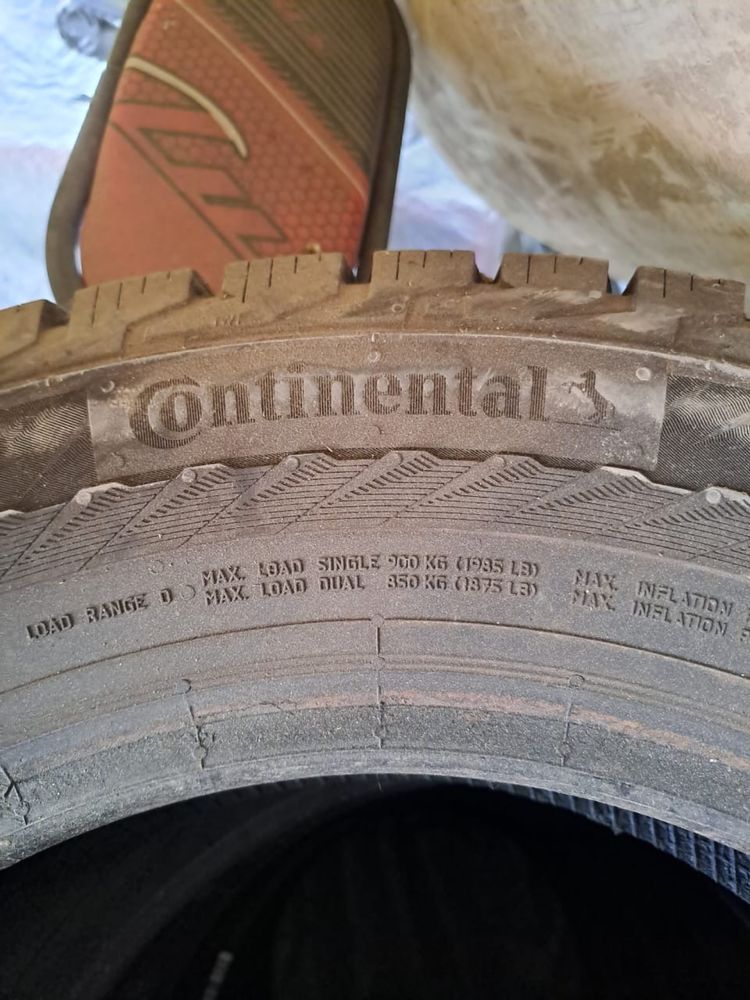 Continental
LOAD RANGE D
MAX. LOAD SINGLE 900 KG (1985 LB)
MAX. LOAD DUAL 850 KG (1875 LB)
MAX. INFLATION
MAX. INFLATION